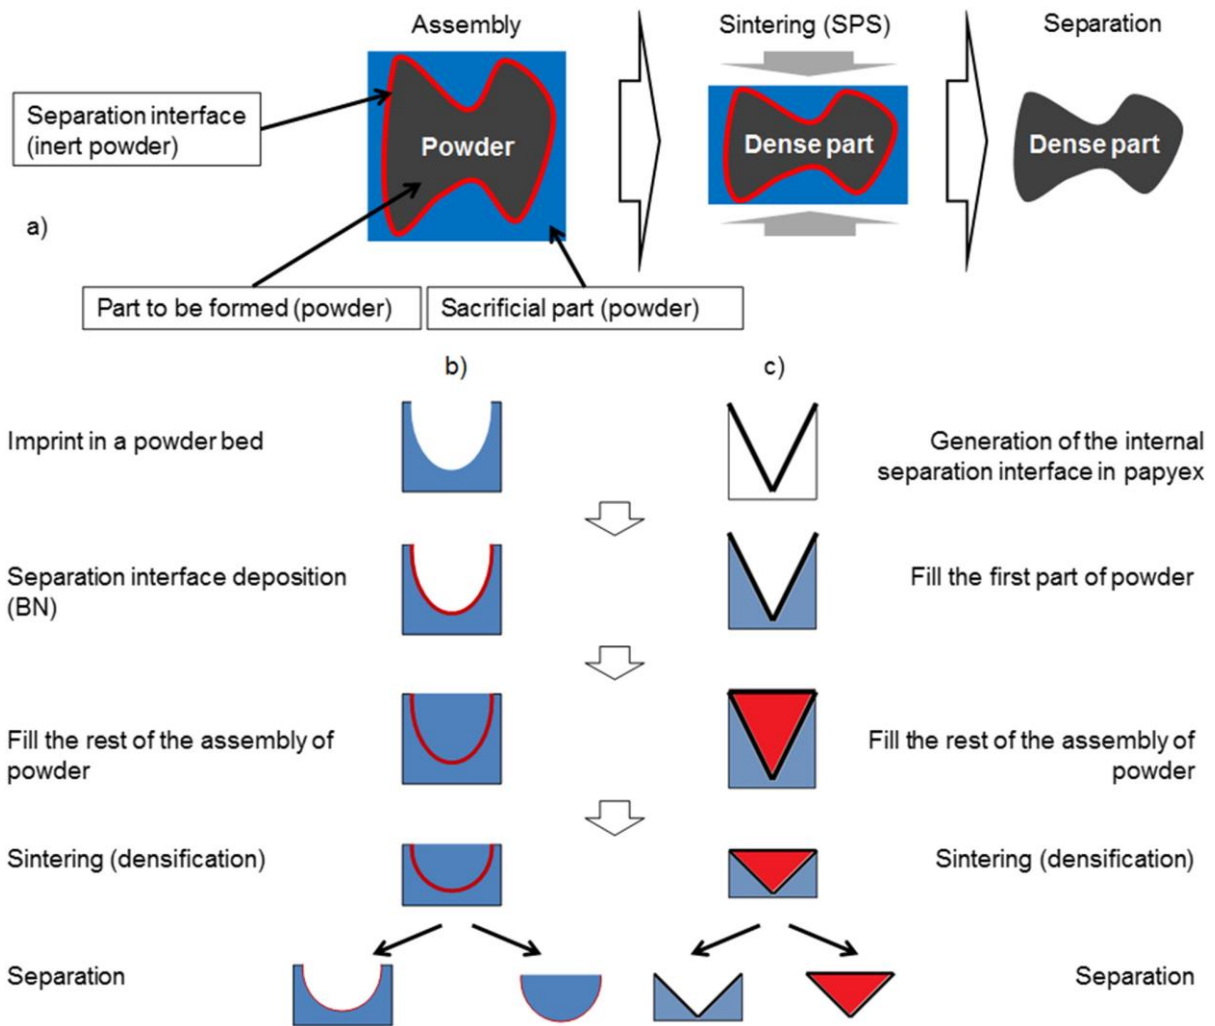 Assembly
Sintering (SPS)
Separation
Separation interface
(inert powder)
Powder
Dense part
Dense part
a)
Part to be formed (powder)
Sacrificial part (powder)
b)
c)
Imprint in a powder bed
Generation of the internal
separation interface in papyex
Separation interface deposition
(BN)
Fill the first part of powder
Fill the rest of the assembly of
powder
Fill the rest of the assembly of
powder
Sintering (densification)
Sintering (densification)
Separation
Separation